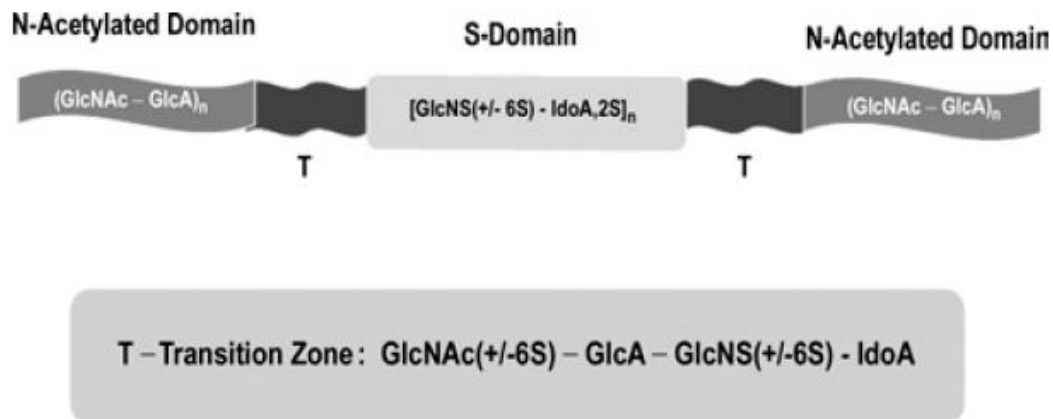 N-Acetylated Domain S-Domain N-Acetylated Domain
(GlcNAc – GlcA)n [GlcNS(+/- 6S) - IdoA,2S]n (GlcNAc – GlcA)n
T T
T – Transition Zone : GlcNAc(+/-6S) – GlcA – GlcNS(+/-6S) - IdoA